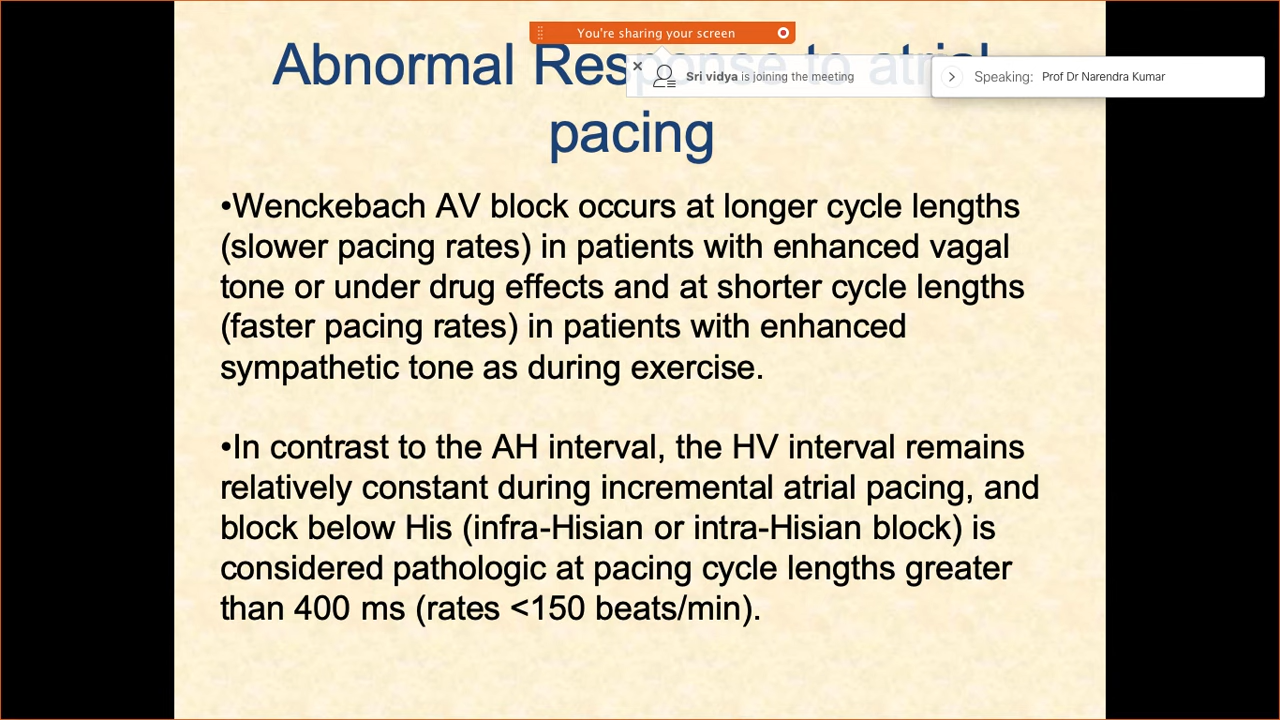 You're sharing your screen
Abnormal Response to atrial
Sri vidya is joining the meeting
Speaking: Prof Dr Narendra Kumar
pacing
•Wenckebach AV block occurs at longer cycle lengths
(slower pacing rates) in patients with enhanced vagal
tone or under drug effects and at shorter cycle lengths
(faster pacing rates) in patients with enhanced
sympathetic tone as during exercise.
•In contrast to the AH interval, the HV interval remains
relatively constant during incremental atrial pacing, and
block below His (infra-Hisian or intra-Hisian block) is
considered pathologic at pacing cycle lengths greater
than 400 ms (rates <150 beats/min).